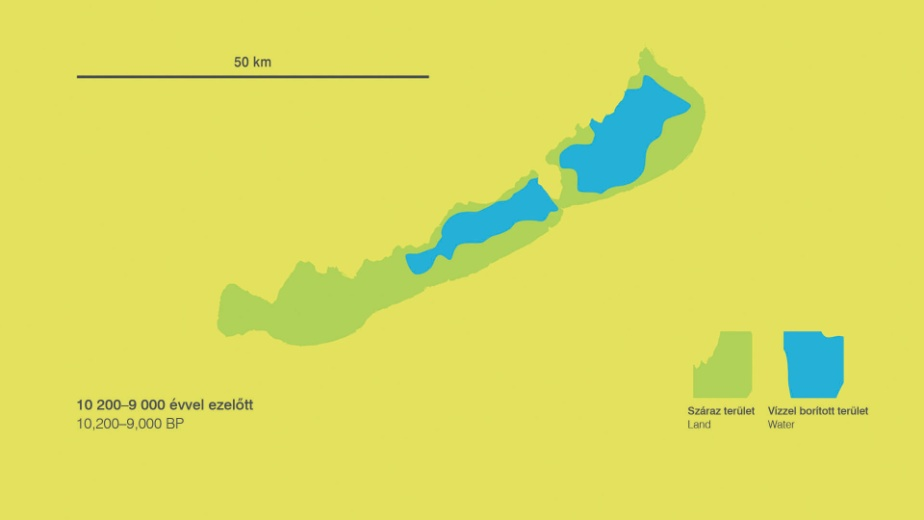 50 km
10 200–9 000 évvel ezelőtt
10,200–9,000 BP
Száraz terület
Land
Vízzel borított terület
Water